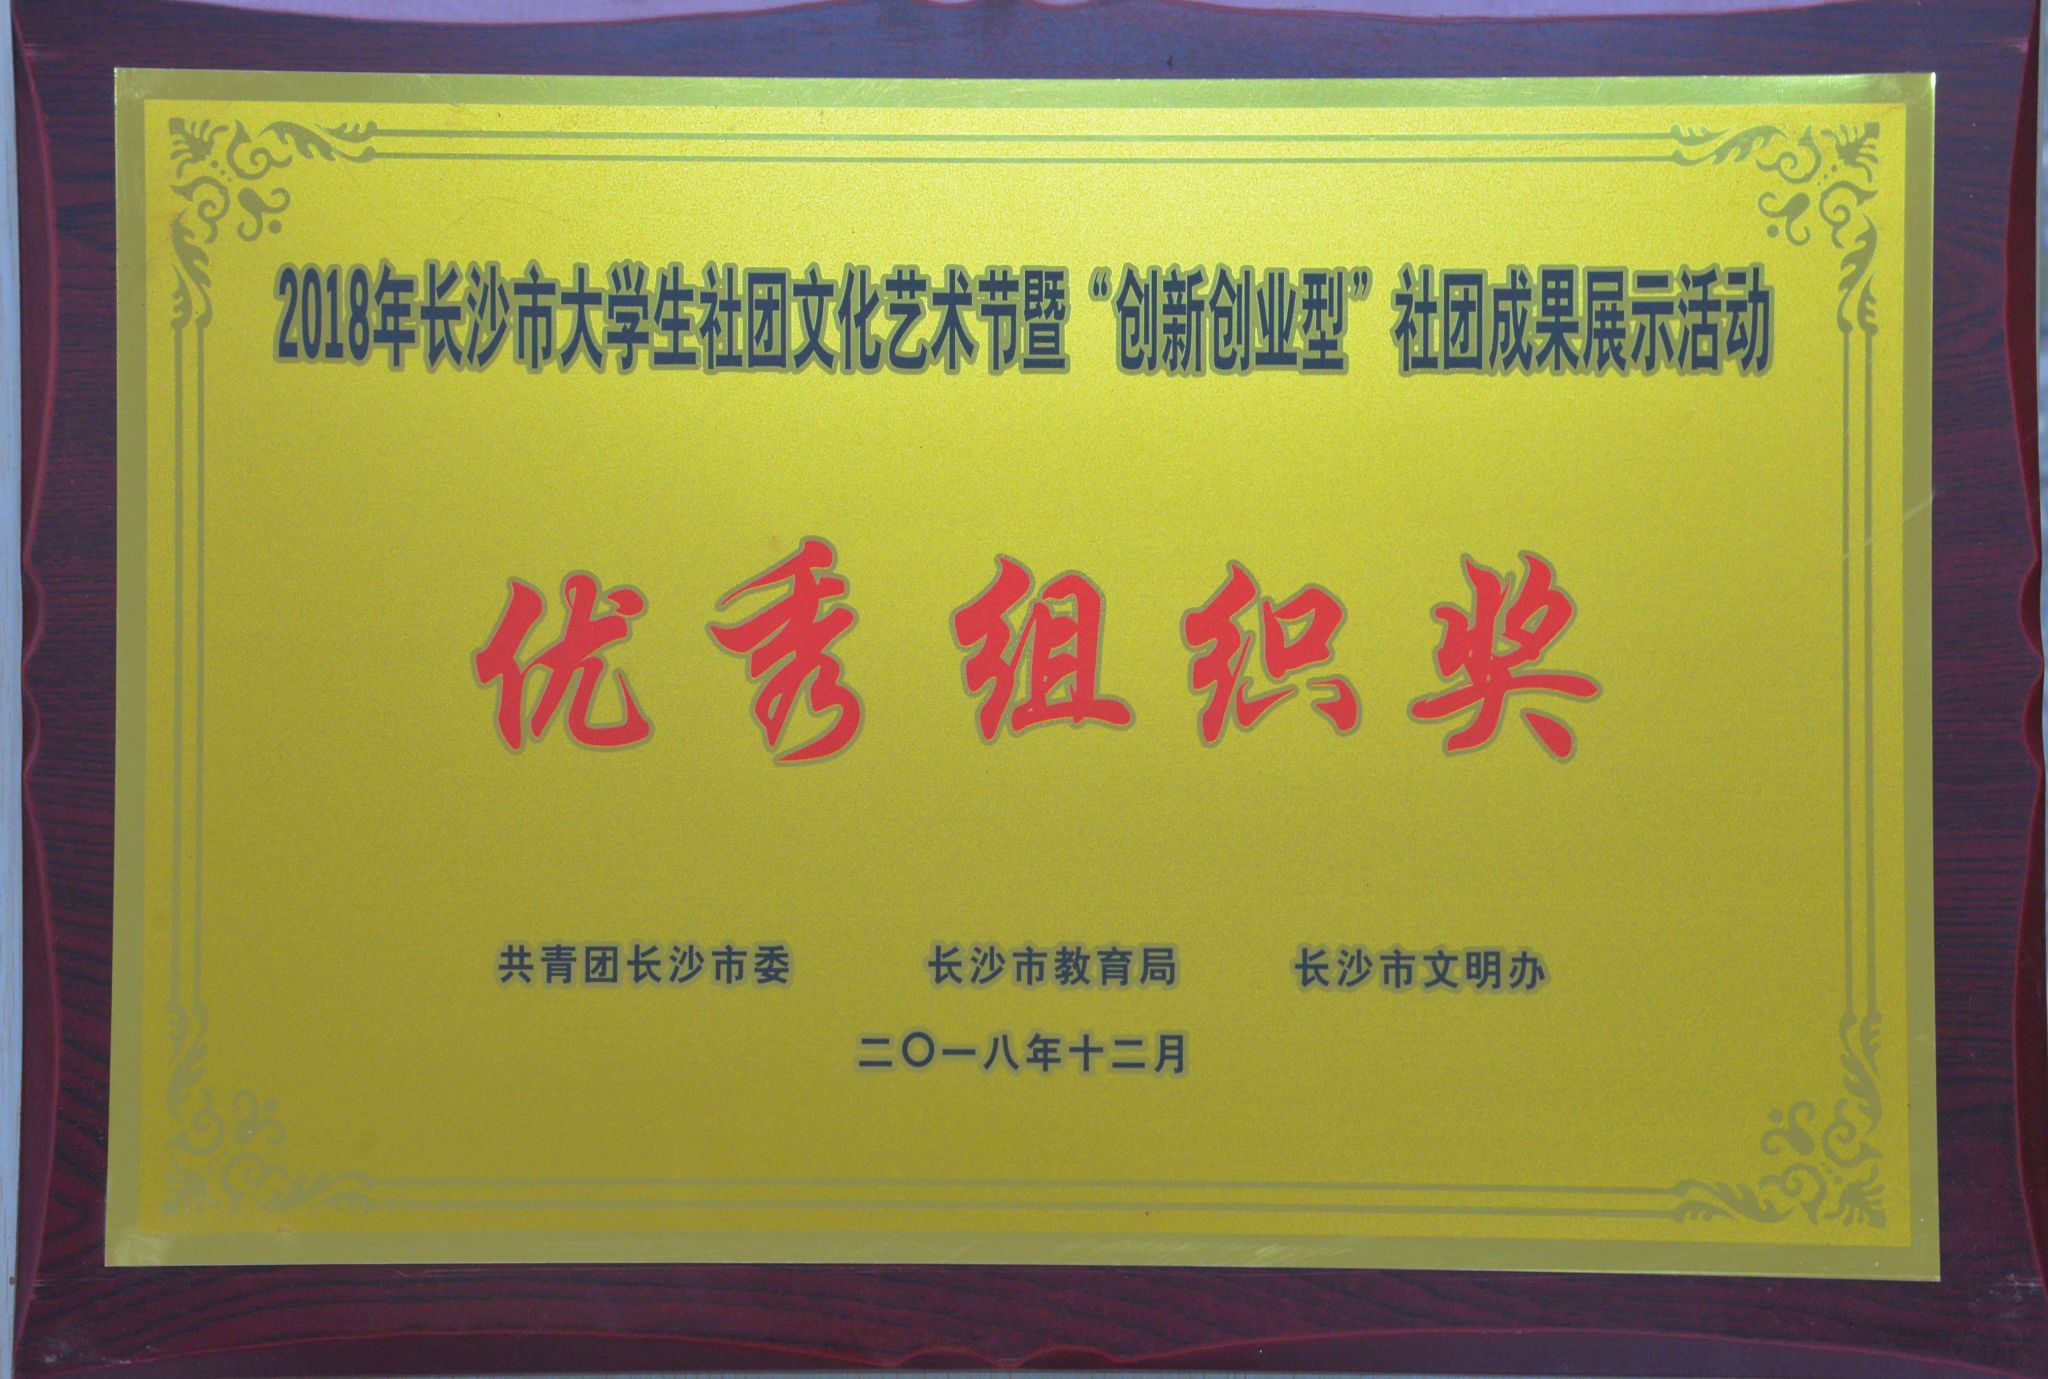 2018年长沙市大学生社团文化艺术节暨“创新创业型”社团成果展示活动
优秀组织奖
共青团长沙市委 长沙市教育局 长沙市文明办
二〇一八年十二月